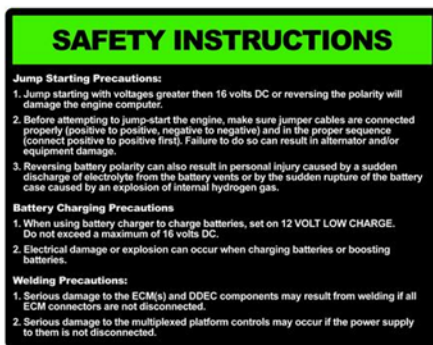 SAFETY INSTRUCTIONS
Jump Starting Precautions:
1. Jump starting with voltages greater then 16 volts DC or reversing the polarity will
damage the engine computer.
2. Before attempting to jump-start the engine, make sure jumper cables are connected
properly (positive to positive, negative to negative) and in the proper sequence
(connect positive to positive first). Failure to do so can result in alternator and/or
equipment damage.
3. Reversing battery polarity can also result in personal injury caused by a sudden
discharge of electrolyte from the battery vents or by the sudden rupture of the battery
case caused by an explosion of internal hydrogen gas.
Battery Charging Precautions
1. When using battery charger to charge batteries, set on 12 VOLT LOW CHARGE.
Do not exceed a maximum of 16 volts DC.
2. Electrical damage or explosion can occur when charging batteries or boosting
batteries.
Welding Precautions:
1. Serious damage to the ECM(s) and DDEC components may result from welding if all
ECM connectors are not disconnected.
2. Serious damage to the multiplexed platform controls may occur if the power supply
to them is not disconnected.